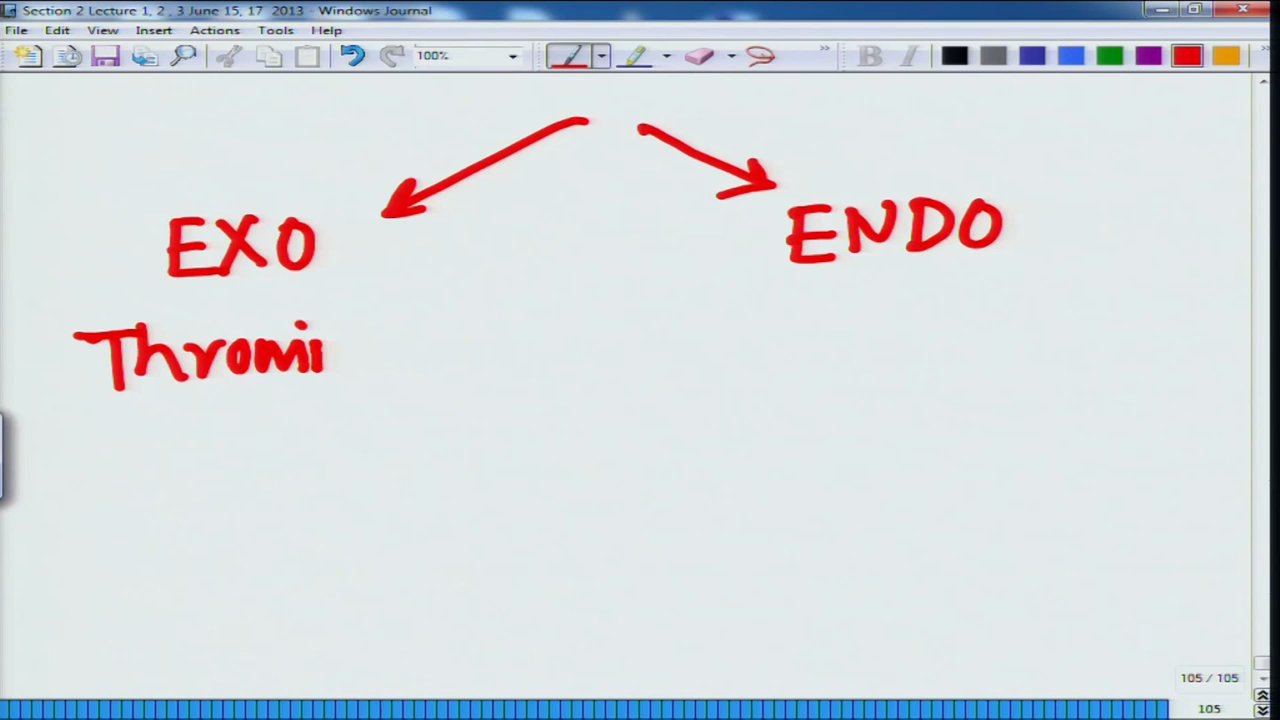 Section 2 Lecture 1, 2 , 3 June 15, 17 2013 - Windows Journal
File Edit View Insert Actions Tools Help
100% B I
EXO ENDO
Thromi
105 / 105
105